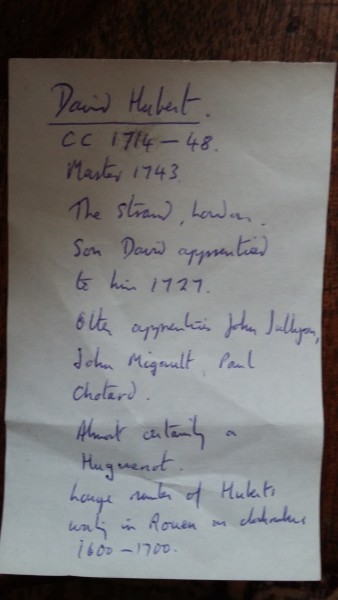 David Hubert.
CC 1714 – 48.
Master 1743
The Strand, London.
Son David apprenticed
to him 1727.
Other apprentices John Jullyon,
John Migault, Paul
Chotard.
Almost certainly a
Huguenot.
Large number of Huberts
working in Rouen as clockmakers
1600 – 1700.